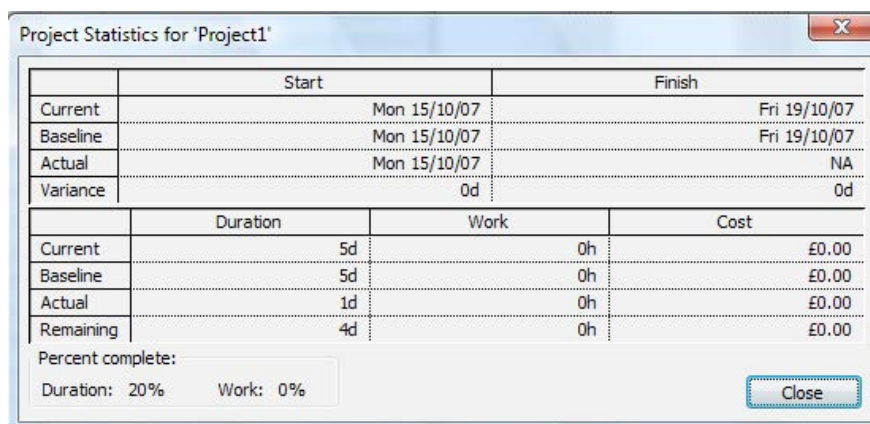 Project Statistics for 'Project1'
Start Finish
Current Mon 15/10/07 Fri 19/10/07
Baseline Mon 15/10/07 Fri 19/10/07
Actual Mon 15/10/07 NA
Variance 0d 0d
Duration Work Cost
Current 5d 0h £0.00
Baseline 5d 0h £0.00
Actual 1d 0h £0.00
Remaining 4d 0h £0.00
Percent complete:
Duration: 20% Work: 0%
Close